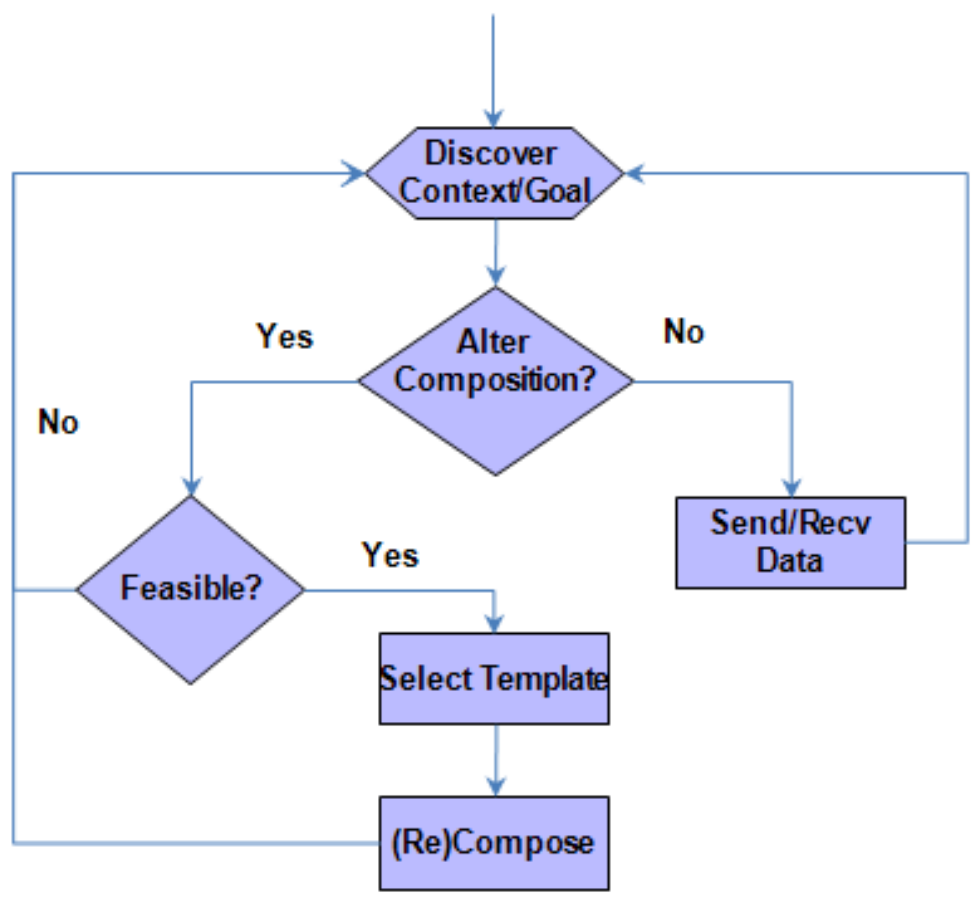 Discover
Context/Goal
Yes
Alter
Composition?
No
No
Send/Recv
Data
Feasible?
Yes
Select Template
(Re)Compose